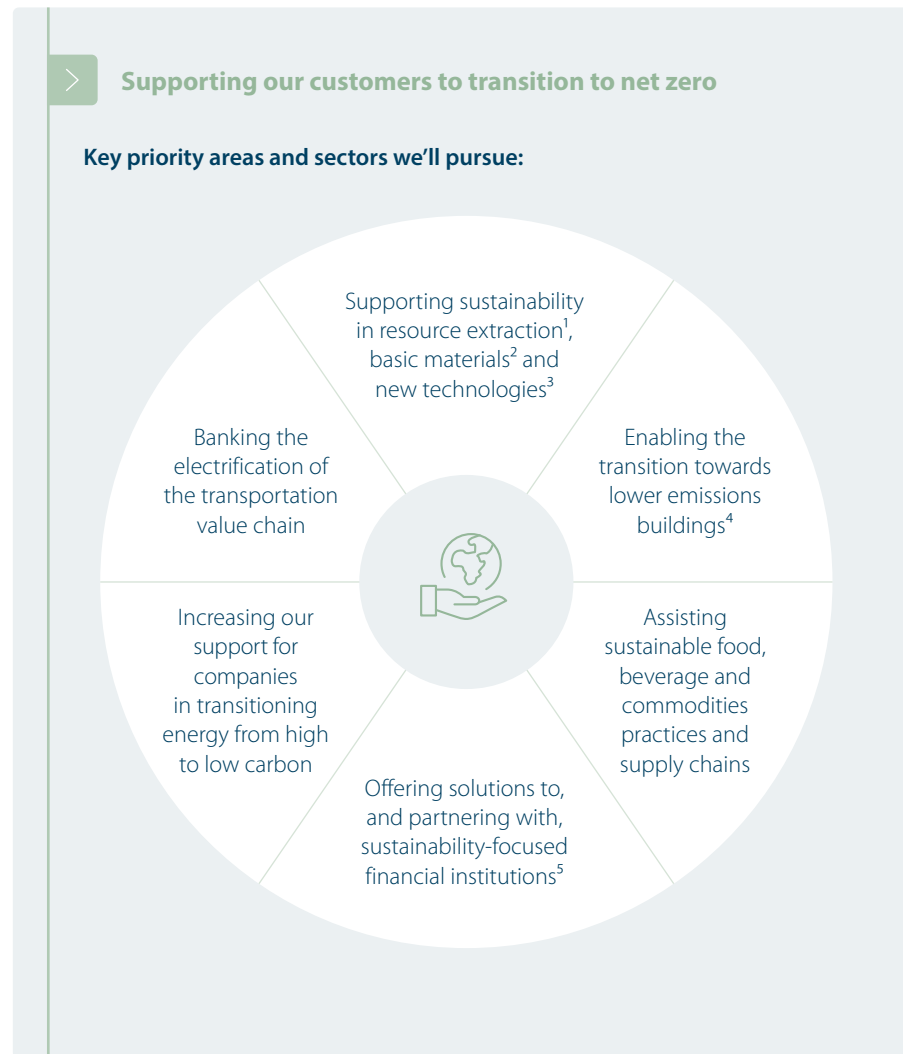 Supporting our customers to transition to net zero
Key priority areas and sectors we'll pursue:
Supporting sustainability
in resource extraction¹,
basic materials² and
new technologies³
Enabling the
transition towards
lower emissions
buildings⁴
Assisting
sustainable food,
beverage and
commodities
practices and
supply chains
Offering solutions to,
and partnering with,
sustainability-focused
financial institutions⁵
Increasing our
support for
companies
in transitioning
energy from high
to low carbon
Banking the
electrification of
the transportation
value chain